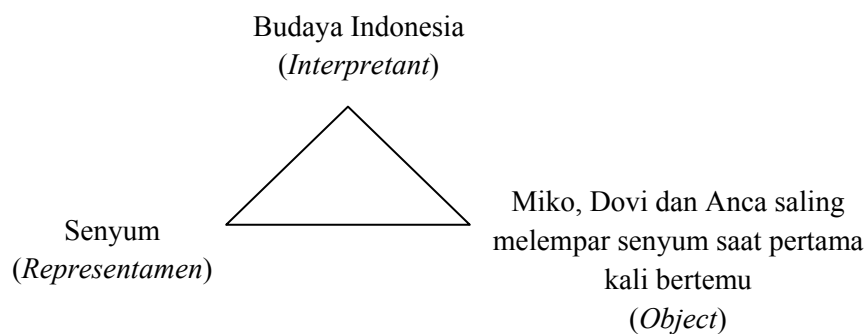 Budaya Indonesia
(Interpretant)
Senyum
(Representamen)
Miko, Dovi dan Anca saling
melempar senyum saat pertama
kali bertemu
(Object)